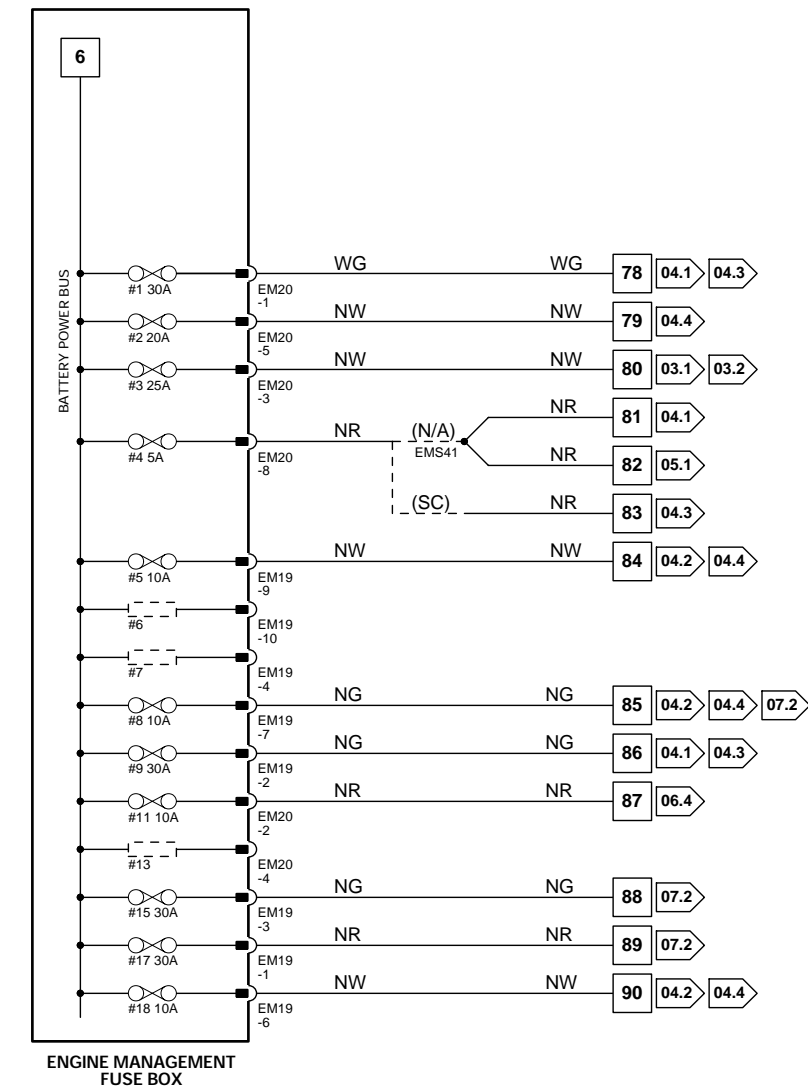 6
BATTERY POWER BUS
WG WG
#1 30A EM20 78 04.1 04.3
-1
NW NW
#2 20A EM20 79 04.4
-5
NW NW
#3 25A EM20 80 03.1 03.2
-3
NR 81 04.1
NR (N/A)
#4 5A EM20 EMS41 NR 82 05.1
-8
(SC) NR 83 04.3
NW NW
#5 10A EM19 84 04.2 04.4
-9
#6 EM19
-10
#7 EM19
-4
NG NG
#8 10A EM19 85 04.2 04.4 07.2
-7
NG NG
#9 30A EM19 86 04.1 04.3
-2
NR NR
#11 10A EM20 87 06.4
-2
#13 EM20
-4
NG NG
#15 30A EM19 88 07.2
-3
NR NR
#17 30A EM19 89 07.2
-1
NW NW
#18 10A EM19 90 04.2 04.4
-6
ENGINE MANAGEMENT
FUSE BOX